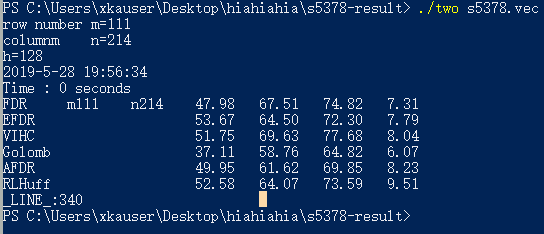 PS C:\Users\xkauser\Desktop\hiahiahia\s5378-result> ./two s5378.vec
row number m=111
columnm    n=214
h=128
2019-5-28 19:56:34
Time : 0 seconds
FDR     m111    n214    47.98   67.51   74.82   7.31
EFDR                    53.67   64.50   72.30   7.79
VIHC                    51.75   69.63   77.68   8.04
Golomb                  37.11   58.76   64.82   6.07
AFDR                    49.95   61.62   69.85   8.23
RLHuff                  52.58   64.07   73.59   9.51
_LINE_:340
PS C:\Users\xkauser\Desktop\hiahiahia\s5378-result>